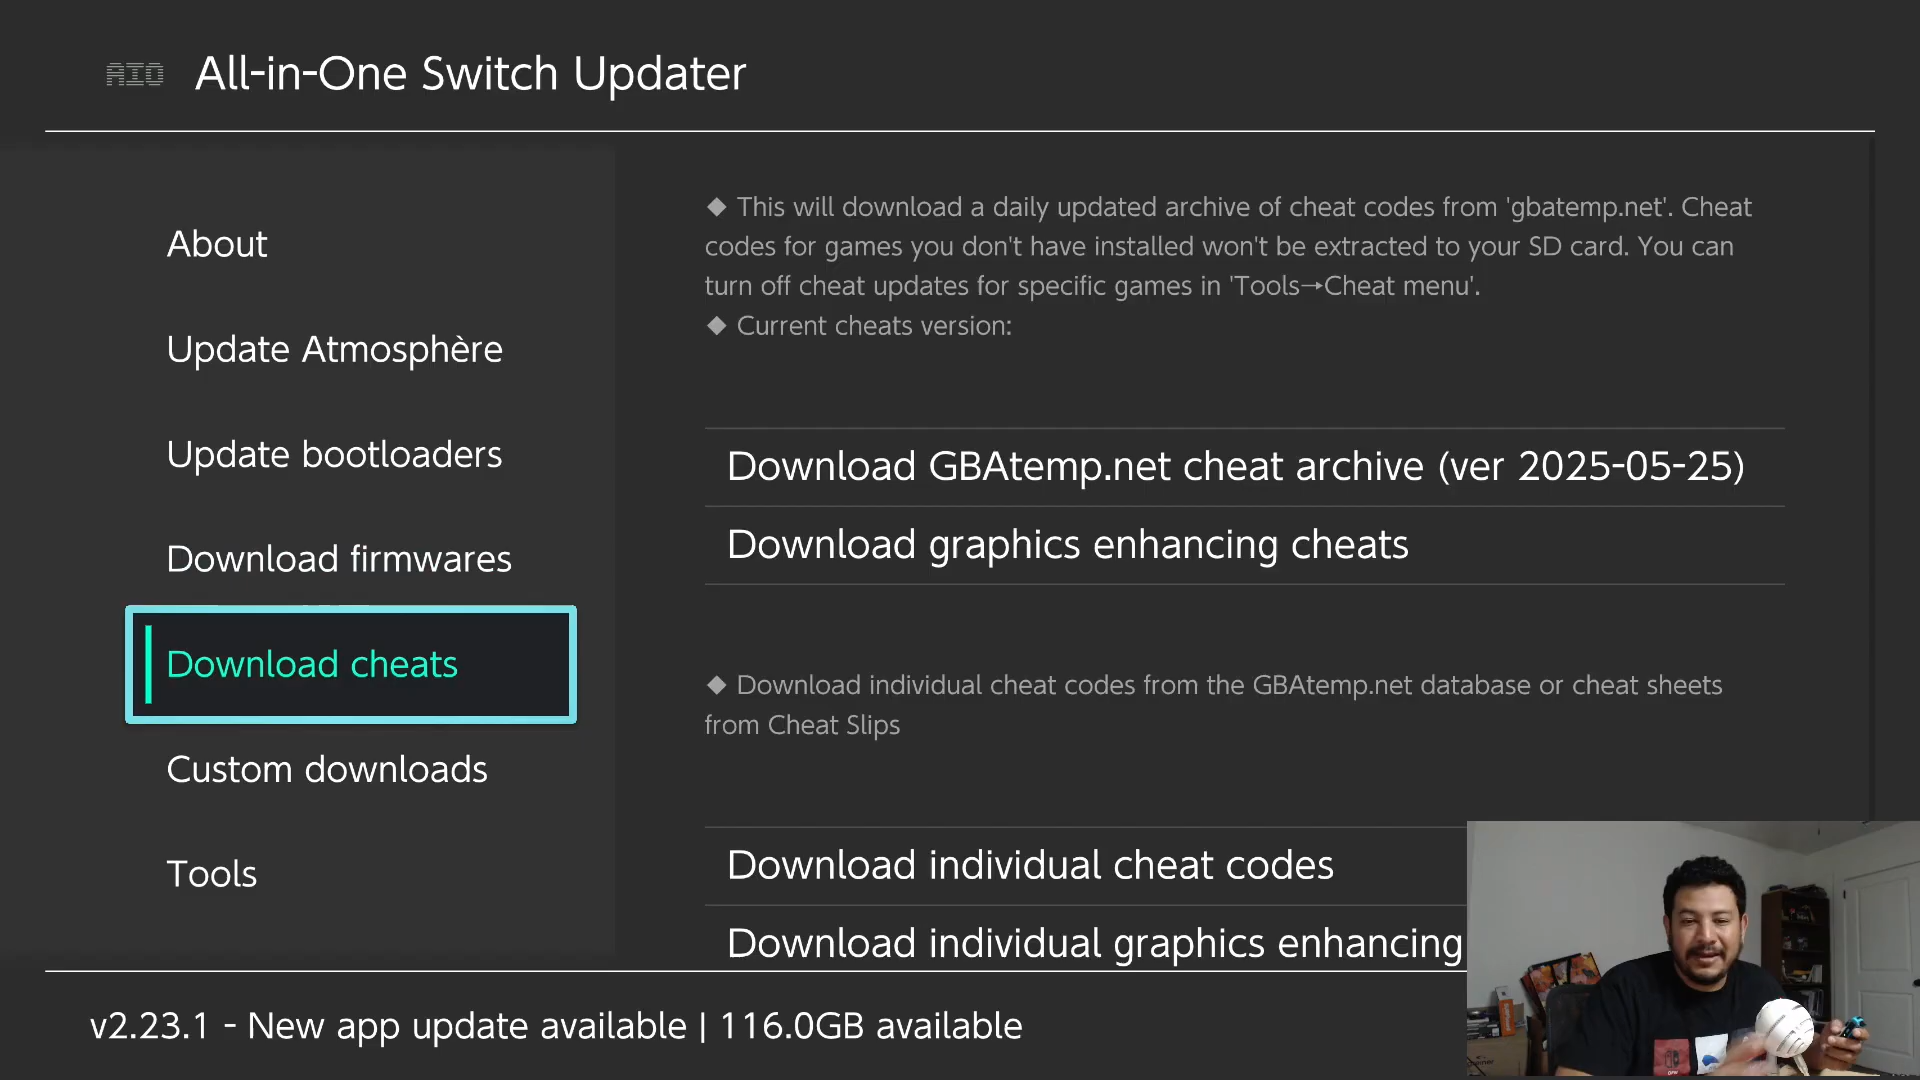 AIO All-in-One Switch Updater
About
Update Atmosphère
Update bootloaders
Download firmwares
Download cheats
Custom downloads
Tools
◆ This will download a daily updated archive of cheat codes from 'gbatemp.net'. Cheat
codes for games you don't have installed won't be extracted to your SD card. You can
turn off cheat updates for specific games in 'Tools→Cheat menu'.
◆ Current cheats version:
Download GBAtemp.net cheat archive (ver 2025-05-25)
Download graphics enhancing cheats
◆ Download individual cheat codes from the GBAtemp.net database or cheat sheets
from Cheat Slips
Download individual cheat codes
Download individual graphics enhancing
v2.23.1 - New app update available | 116.0GB available